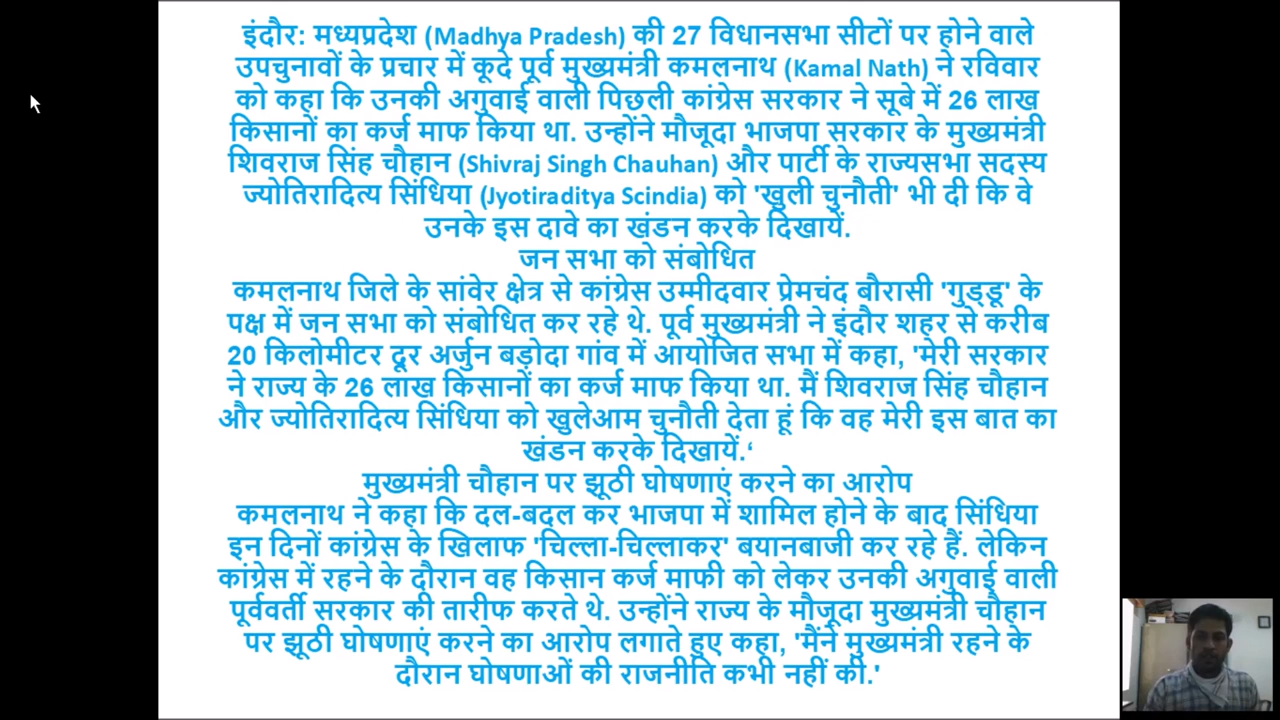 इंदौर: मध्यप्रदेश (Madhya Pradesh) की 27 विधानसभा सीटों पर होने वाले
उपचुनावों के प्रचार में कूदे पूर्व मुख्यमंत्री कमलनाथ (Kamal Nath) ने रविवार
को कहा कि उनकी अगुवाई वाली पिछली कांग्रेस सरकार ने सूबे में 26 लाख
किसानों का कर्ज माफ किया था. उन्होंने मौजूदा भाजपा सरकार के मुख्यमंत्री
शिवराज सिंह चौहान (Shivraj Singh Chauhan) और पार्टी के राज्यसभा सदस्य
ज्योतिरादित्य सिंधिया (Jyotiraditya Scindia) को 'खुली चुनौती' भी दी कि वे
उनके इस दावे का खंडन करके दिखायें.
जन सभा को संबोधित
कमलनाथ जिले के सांवेर क्षेत्र से कांग्रेस उम्मीदवार प्रेमचंद बौरासी 'गुड्डू' के
पक्ष में जन सभा को संबोधित कर रहे थे. पूर्व मुख्यमंत्री ने इंदौर शहर से करीब
20 किलोमीटर दूर अर्जुन बड़ोदा गांव में आयोजित सभा में कहा, 'मेरी सरकार
ने राज्य के 26 लाख किसानों का कर्ज माफ किया था. मैं शिवराज सिंह चौहान
और ज्योतिरादित्य सिंधिया को खुलेआम चुनौती देता हूं कि वह मेरी इस बात का
खंडन करके दिखायें.‘
मुख्यमंत्री चौहान पर झूठी घोषणाएं करने का आरोप
कमलनाथ ने कहा कि दल-बदल कर भाजपा में शामिल होने के बाद सिंधिया
इन दिनों कांग्रेस के खिलाफ 'चिल्ला-चिल्लाकर' बयानबाजी कर रहे हैं. लेकिन
कांग्रेस में रहने के दौरान वह किसान कर्ज माफी को लेकर उनकी अगुवाई वाली
पूर्ववर्ती सरकार की तारीफ करते थे. उन्होंने राज्य के मौजूदा मुख्यमंत्री चौहान
पर झूठी घोषणाएं करने का आरोप लगाते हुए कहा, 'मैंने मुख्यमंत्री रहने के
दौरान घोषणाओं की राजनीति कभी नहीं की.'